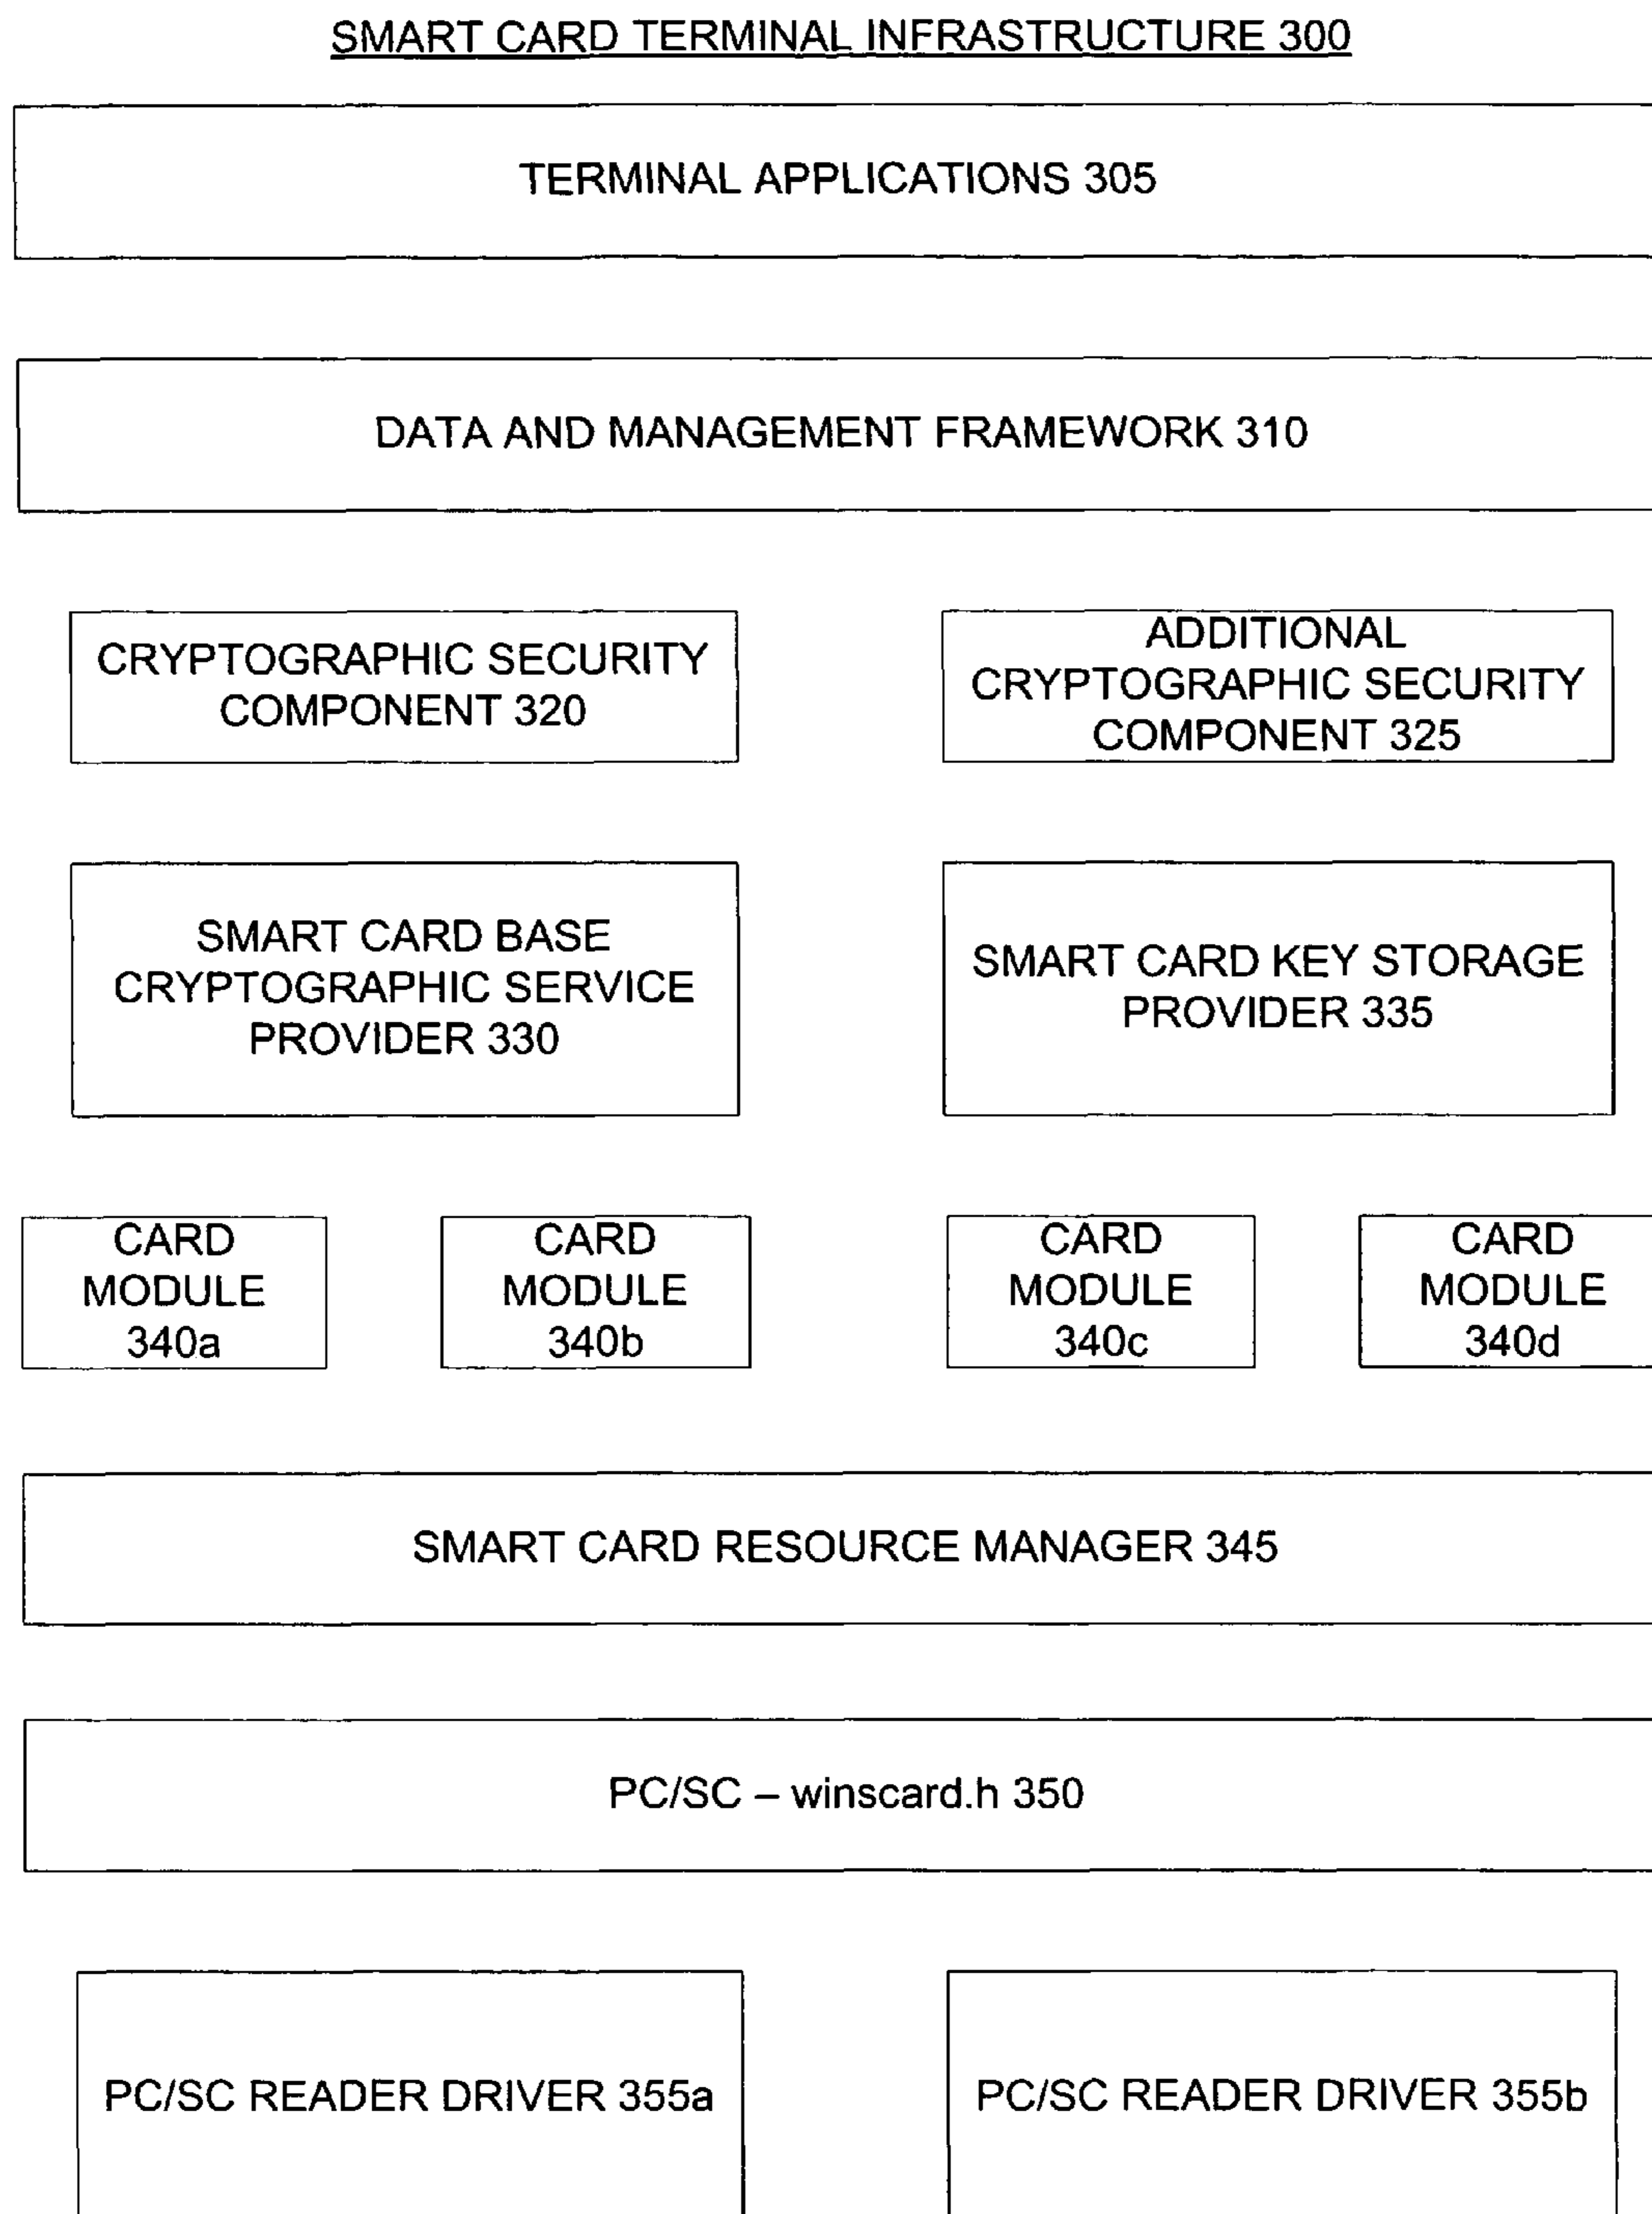 SMART CARD TERMINAL INFRASTRUCTURE 300
TERMINAL APPLICATIONS 305
DATA AND MANAGEMENT FRAMEWORK 310
CRYPTOGRAPHIC SECURITY
COMPONENT 320
ADDITIONAL
CRYPTOGRAPHIC SECURITY
COMPONENT 325
SMART CARD BASE
CRYPTOGRAPHIC SERVICE
PROVIDER 330
SMART CARD KEY STORAGE
PROVIDER 335
CARD
MODULE
340a
CARD
MODULE
340b
CARD
MODULE
340c
CARD
MODULE
340d
SMART CARD RESOURCE MANAGER 345
PC/SC – winscard.h 350
PC/SC READER DRIVER 355a
PC/SC READER DRIVER 355b